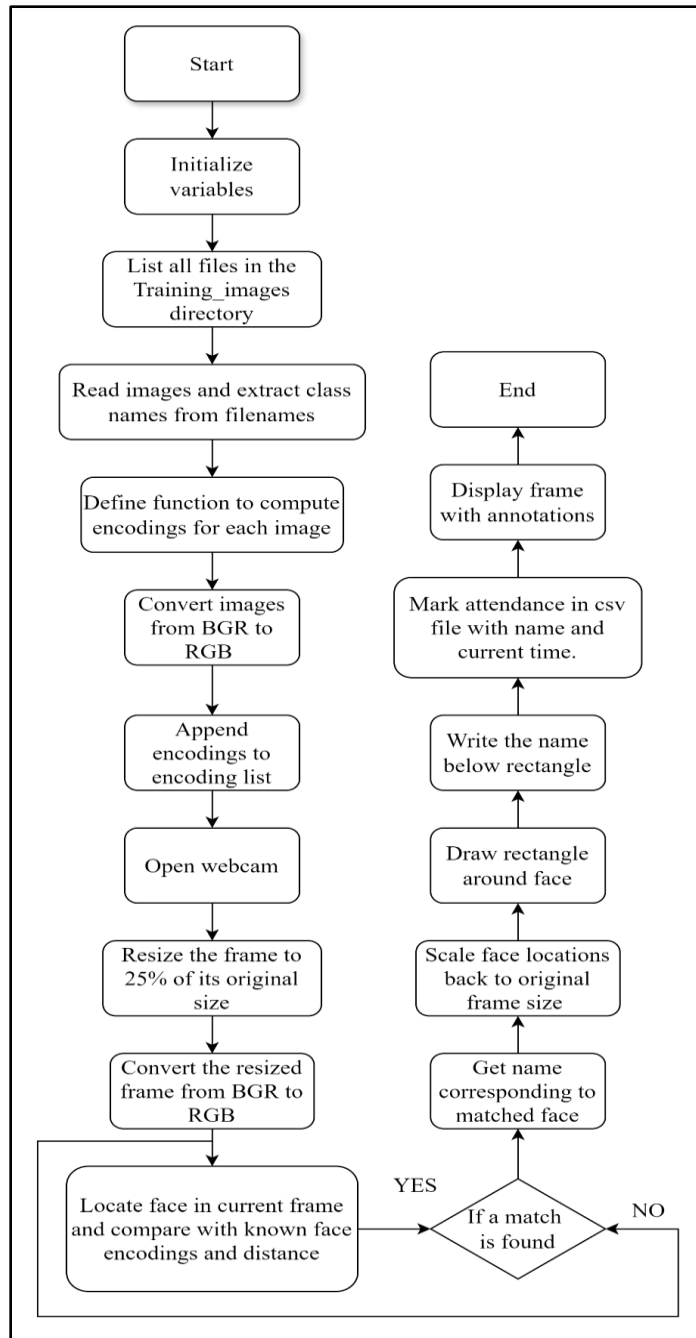 Start
Initialize
variables
List all files in the
Training_images
directory
Read images and extract class
names from filenames
Define function to compute
encodings for each image
Convert images
from BGR to
RGB
Append
encodings to
encoding list
Open webcam
Resize the frame to
25% of its original
size
Convert the resized
frame from BGR to
RGB
Locate face in current frame
and compare with known face
encodings and distance
If a match
is found
YES
NO
Get name
corresponding to
matched face
Scale face locations
back to original
frame size
Draw rectangle
around face
Write the name
below rectangle
Mark attendance in csv
file with name and
current time.
Display frame
with annotations
End